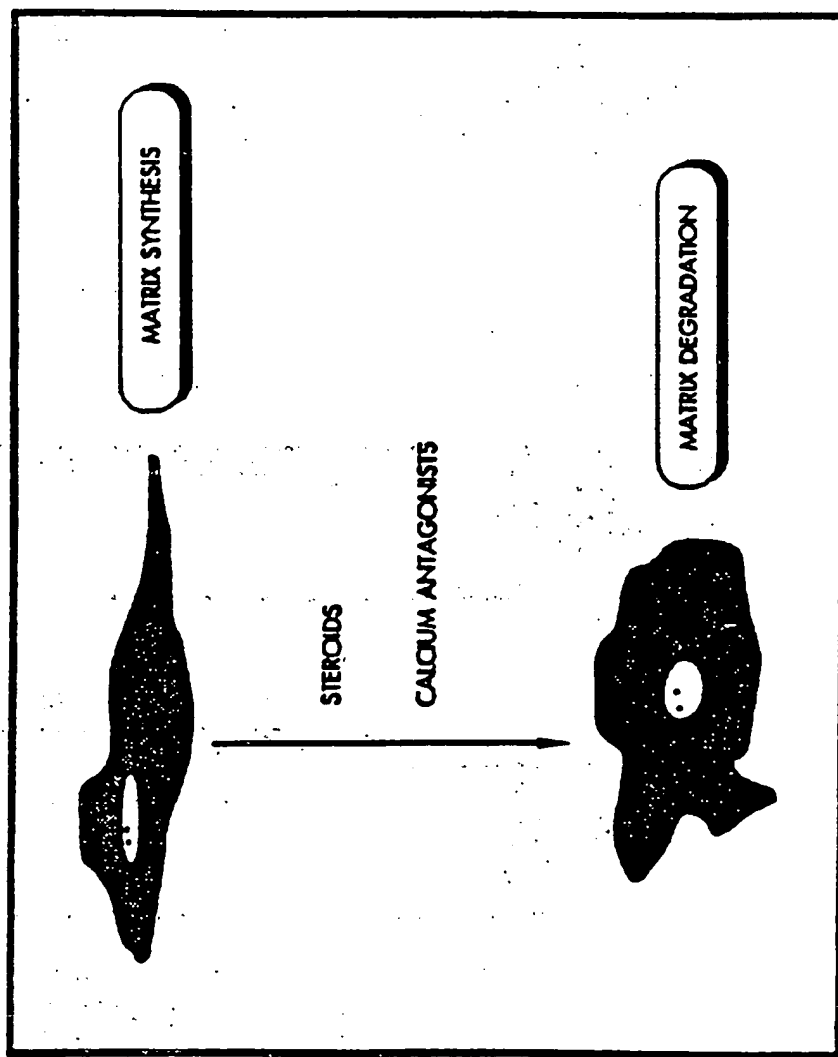 MATRIX SYNTHESIS
STEROIDS
CALCIUM ANTAGONISTS
MATRIX DEGRADATION